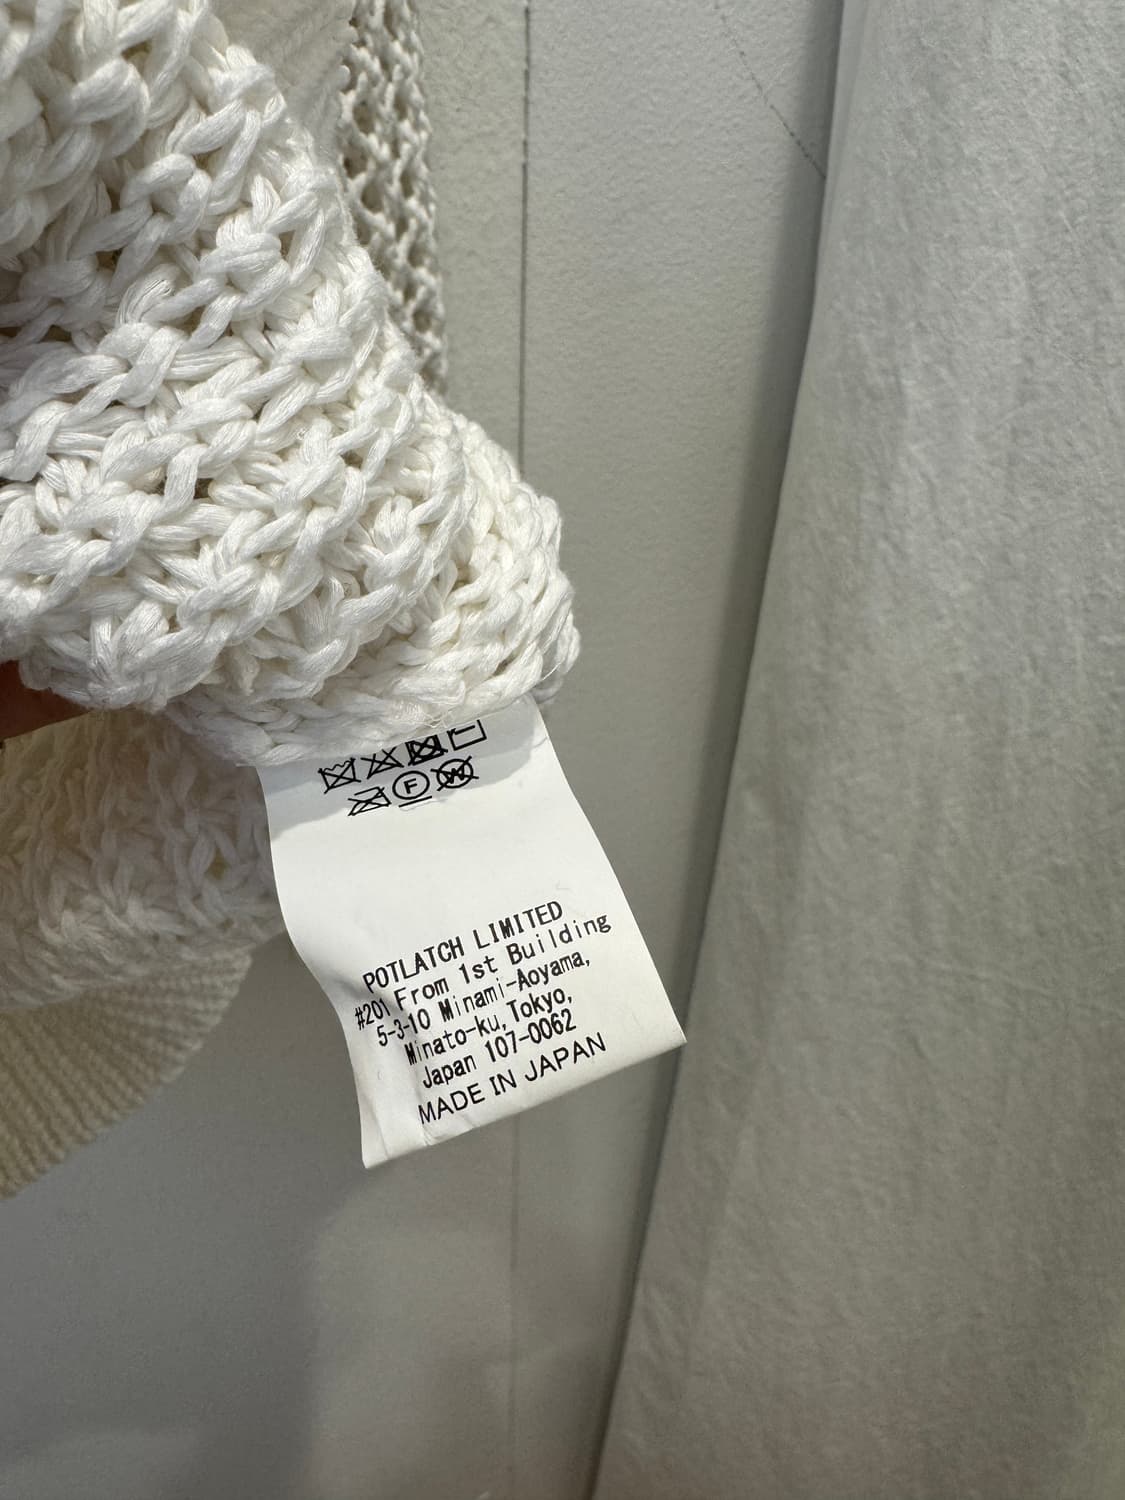 F
W
POTLATCH LIMITED
#201 From 1st Building
5-3-10 Minami-Aoyama,
Minato-ku, Tokyo,
Japan 107-0062
MADE IN JAPAN